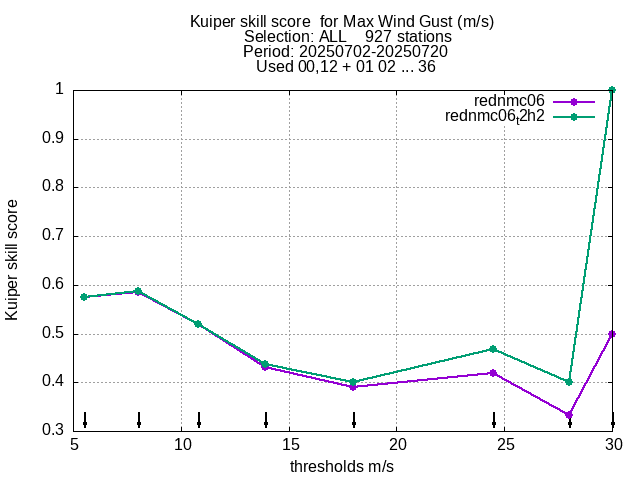 Kuiper skill score  for Max Wind Gust (m/s)
Selection: ALL    927 stations
Period: 20250702-20250720
Used 00,12 + 01 02 ... 36
rednmc06
rednmc06t2h2
1
0.9
0.8
0.7
0.6
0.5
0.4
0.3
Kuiper skill score
5 10 15 20 25 30
thresholds m/s